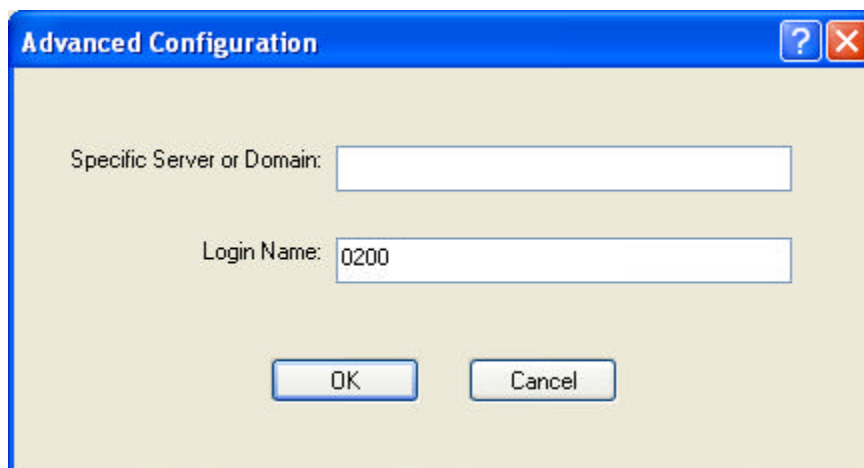 Advanced Configuration
Specific Server or Domain:
Login Name: 0200
OK Cancel